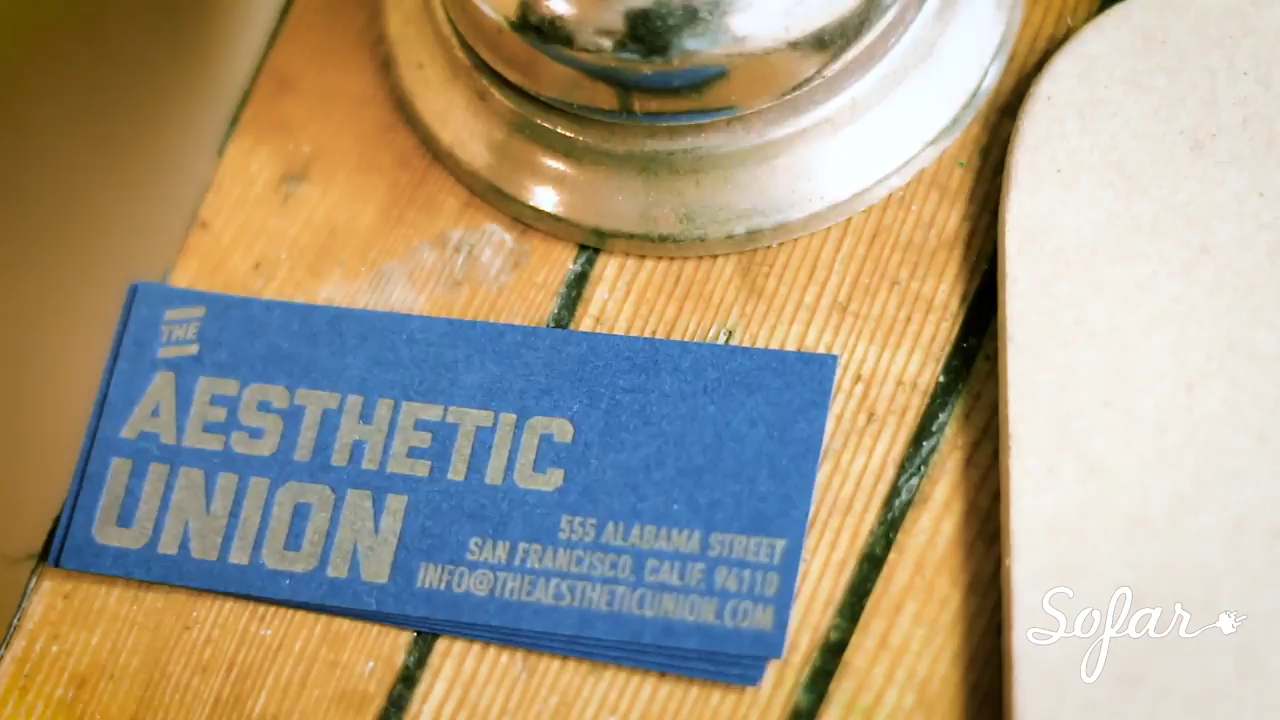 THE
AESTHETIC
UNION
555 ALABAMA STREET
SAN FRANCISCO, CALIF. 94110
INFO@THEAESTHETICUNION.COM
Sofar